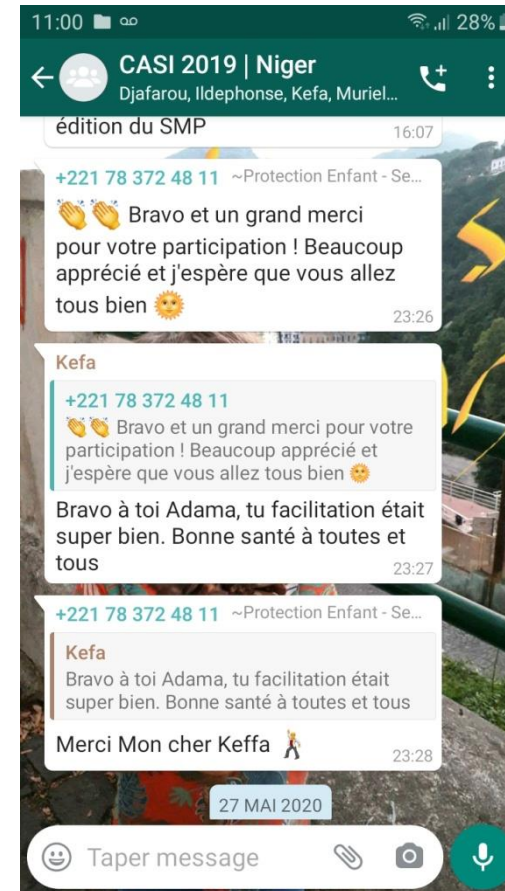 11:00 28%
CASI 2019 | Niger
Djafarou, Ildephonse, Kefa, Muriel...
édition du SMP
16:07
+221 78 372 48 11 ~Protection Enfant - Se...
👏👏 Bravo et un grand merci
pour votre participation ! Beaucoup
apprécié et j'espère que vous allez
tous bien 🌞
23:26
Kefa
+221 78 372 48 11
👏👏 Bravo et un grand merci pour votre
participation ! Beaucoup apprécié et
j'espère que vous allez tous bien 🌞
Bravo à toi Adama, tu facilitation était
super bien. Bonne santé à toutes et
tous
23:27
+221 78 372 48 11 ~Protection Enfant - Se...
Kefa
Bravo à toi Adama, tu facilitation était
super bien. Bonne santé à toutes et tous
Merci Mon cher Keffa 🕺
23:28
27 MAI 2020
Taper message